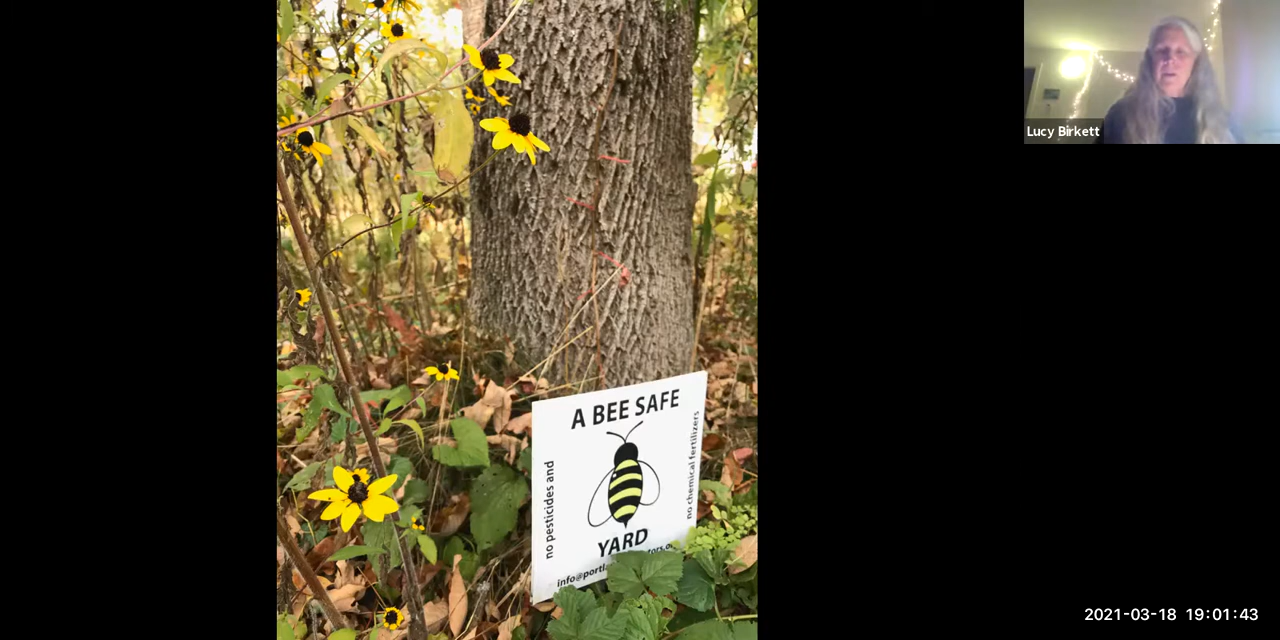 Lucy Birkett
A BEE SAFE
no pesticides and
no chemical fertilizers
YARD
2021-03-18 19:01:43